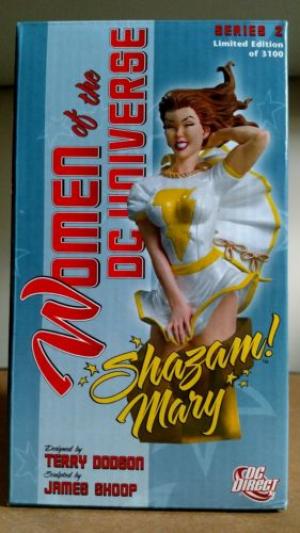 SERIES 2
Limited Edition
of 3100
WOMEN of the
DC UNIVERSE
Shazam!
Mary
Designed by
TERRY DODSON
Sculpted by
JAMES SHOOP
DC
DIRECT